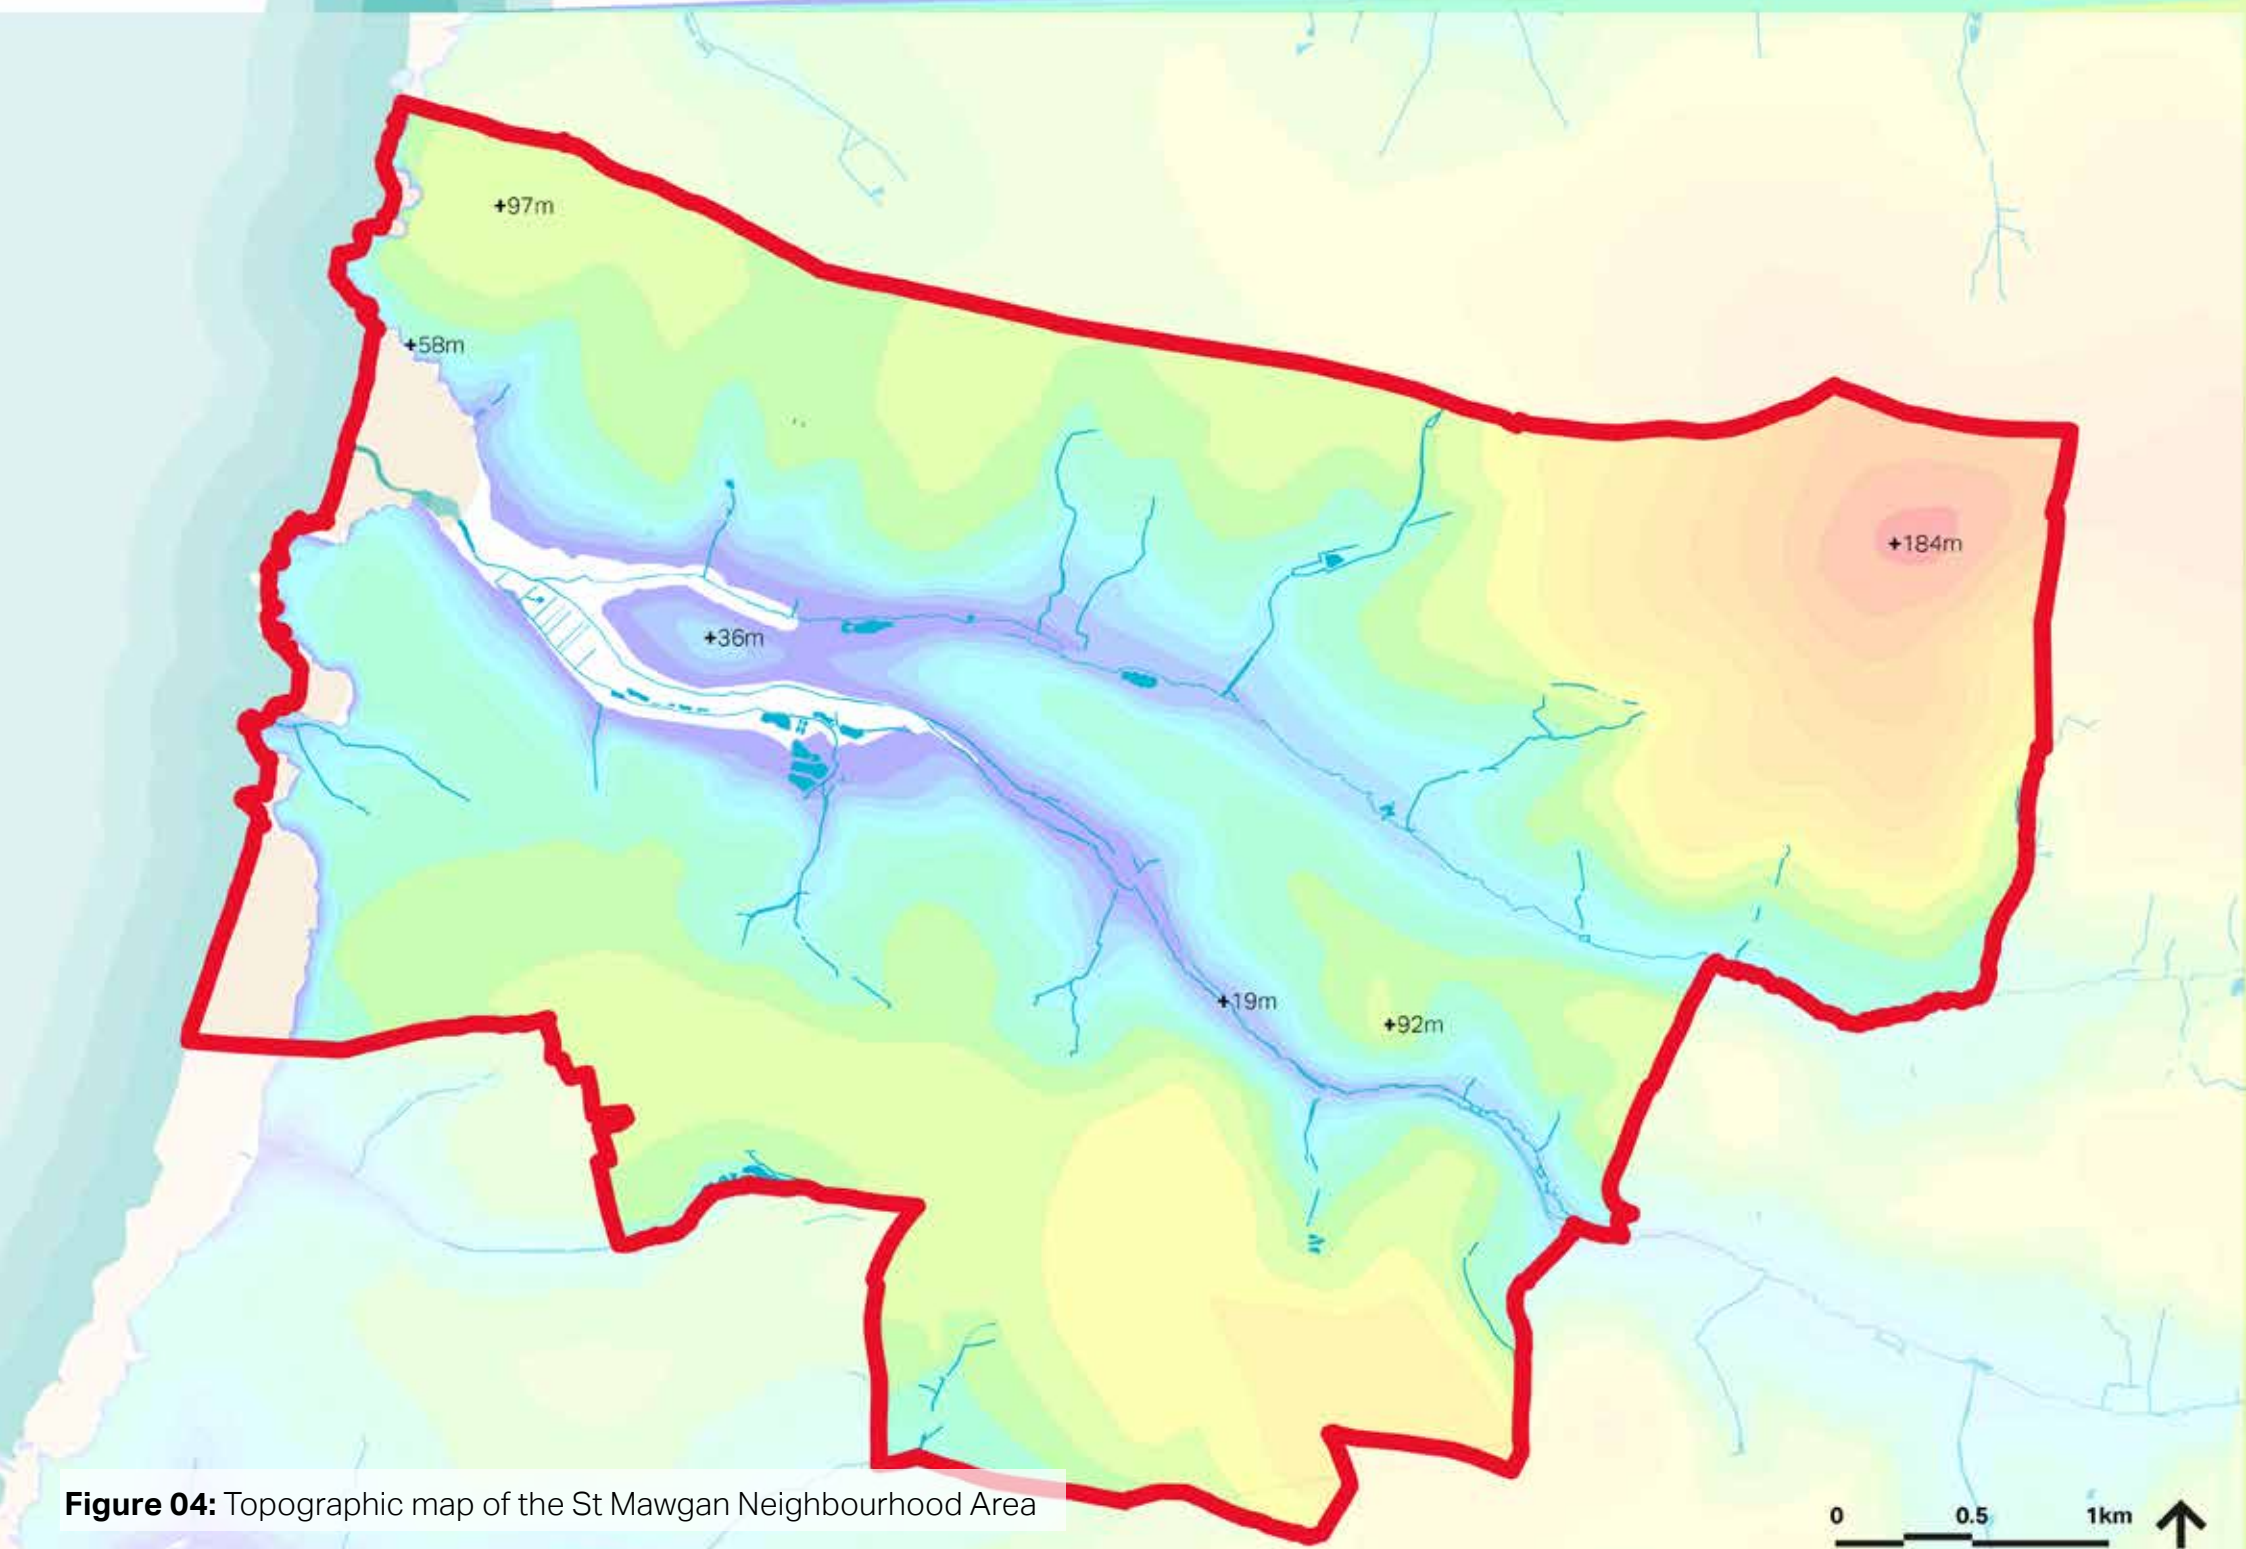 +97m
+58m
+184m
+36m
+19m
+92m
Figure 04: Topographic map of the St Mawgan Neighbourhood Area
0 0.5 1km